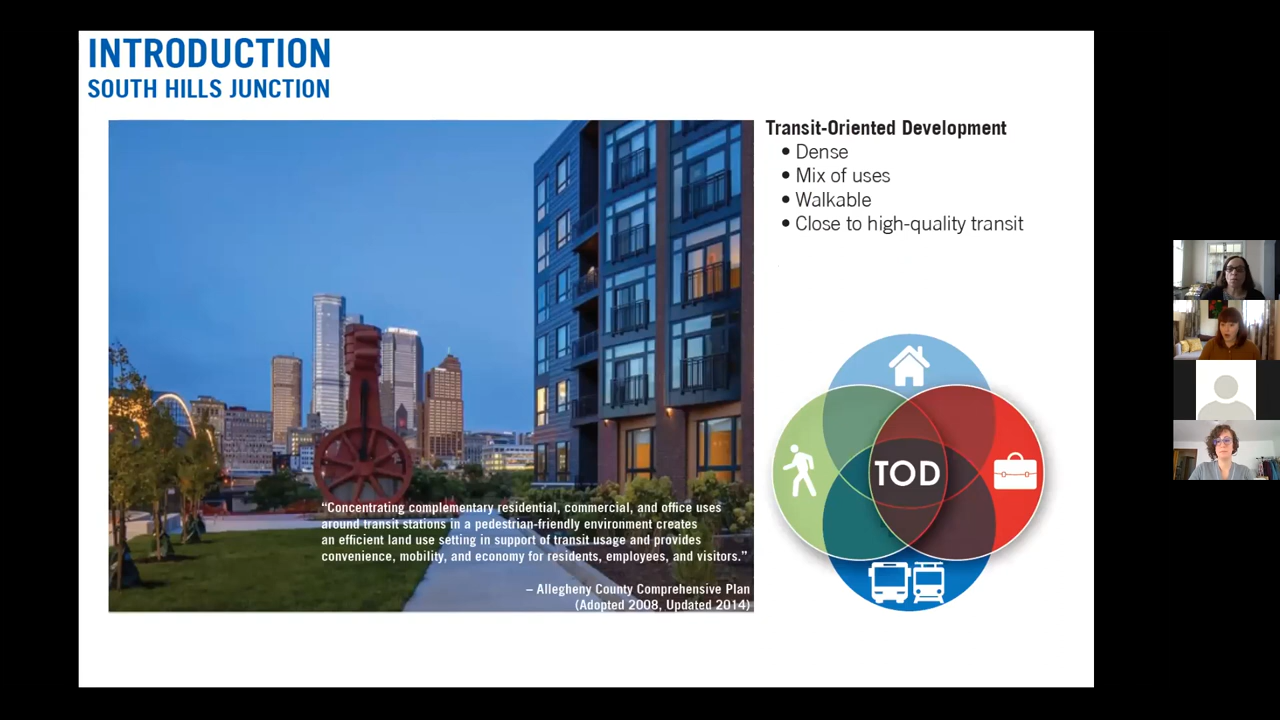 INTRODUCTION
SOUTH HILLS JUNCTION
Transit-Oriented Development
• Dense
• Mix of uses
• Walkable
• Close to high-quality transit
“Concentrating complementary residential, commercial, and office uses
around transit stations in a pedestrian-friendly environment creates
an efficient land use setting in support of transit usage and provides
convenience, mobility, and economy for residents, employees, and visitors.”
– Allegheny County Comprehensive Plan
(Adopted 2008, Updated 2014)
TOD